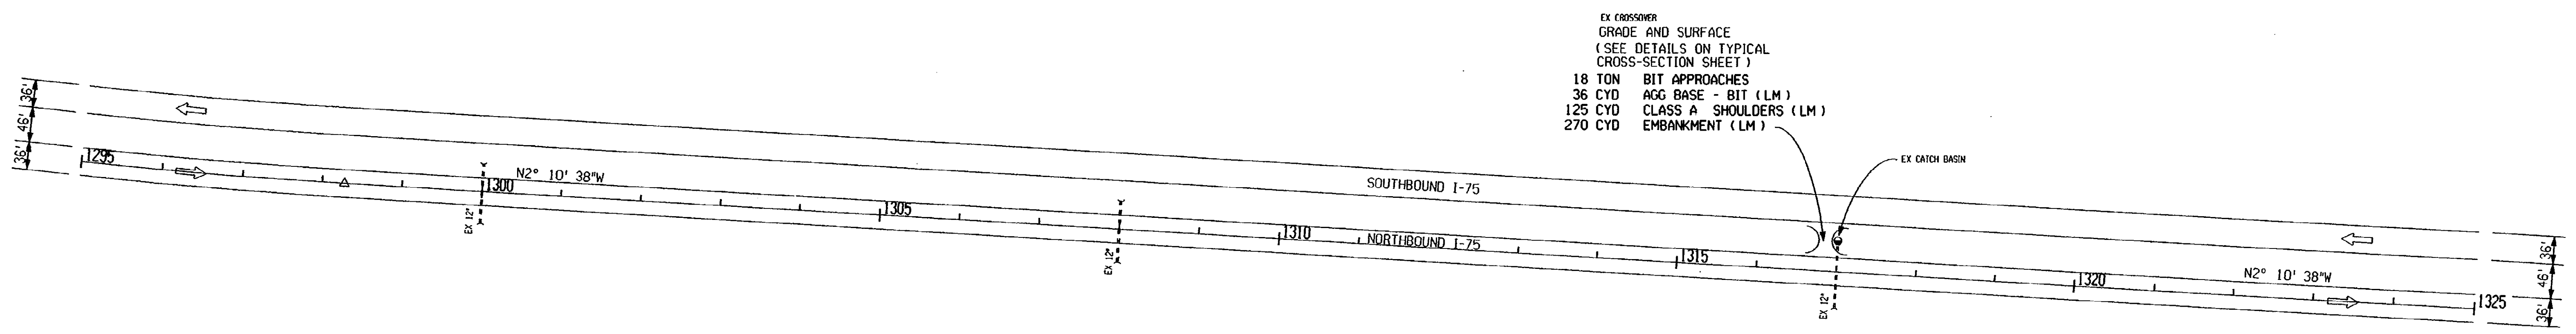 EX CROSSOVER
GRADE AND SURFACE
(SEE DETAILS ON TYPICAL
CROSS-SECTION SHEET)
18 TON BIT APPROACHES
36 CYD AGG BASE - BIT (LM)
125 CYD CLASS A SHOULDERS (LM)
270 CYD EMBANKMENT (LM)
EX CATCH BASIN
36'
46'
36'
1295
N2° 10' 38"W
1300
EX 12"
1305
SOUTHBOUND I-75
EX 12"
1310
NORTHBOUND I-75
1315
EX 12"
1320
N2° 10' 38"W
1325
36'
46'
36'